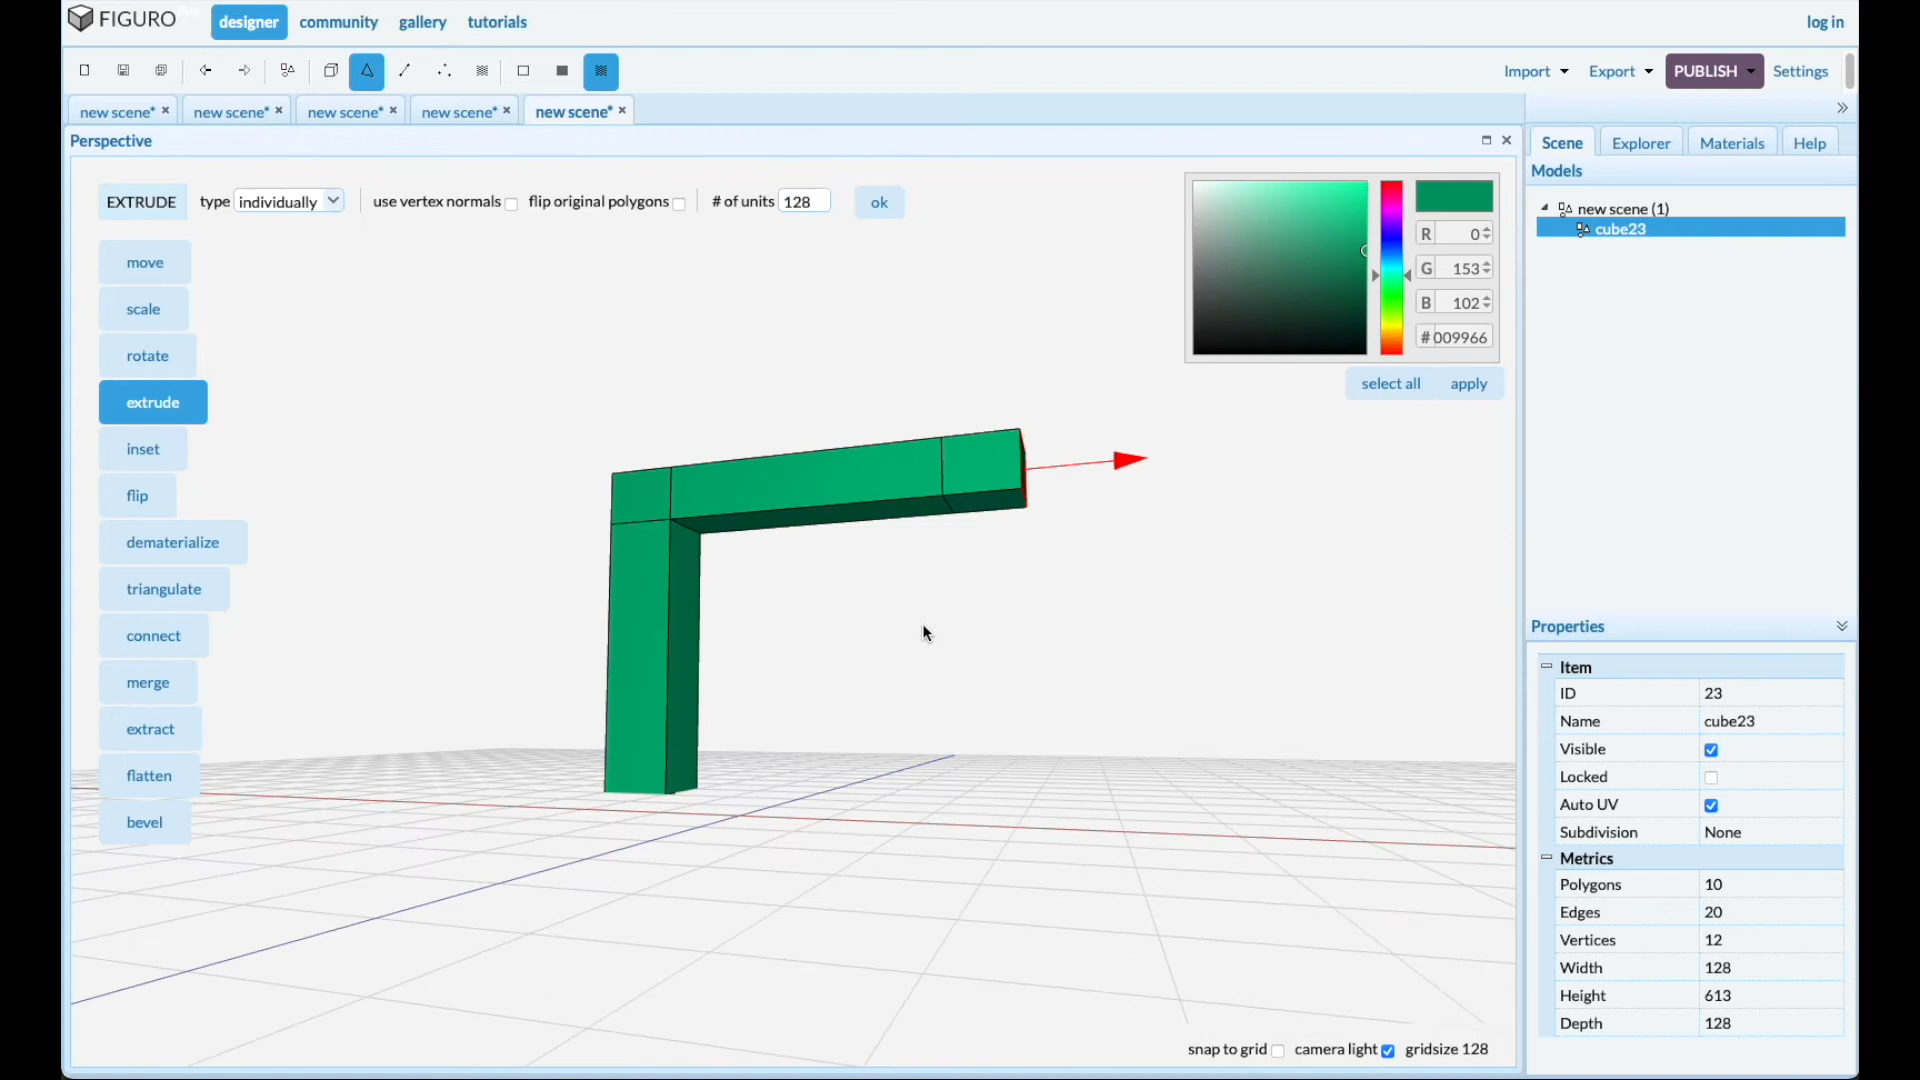 FIGURO
designer
community
gallery
tutorials
log in
Import
Export
PUBLISH
Settings
new scene*
new scene*
new scene*
new scene*
new scene*
Perspective
Scene
Explorer
Materials
Help
Models
EXTRUDE
type individually
use vertex normals
flip original polygons
# of units 128
ok
new scene (1)
cube23
R 0
G 153
B 102
# 009966
select all
apply
move
scale
rotate
extrude
inset
flip
dematerialize
triangulate
connect
merge
extract
flatten
bevel
Properties
Item
ID 23
Name cube23
Visible
Locked
Auto UV
Subdivision None
Metrics
Polygons 10
Edges 20
Vertices 12
Width 128
Height 613
Depth 128
snap to grid
camera light
gridsize 128